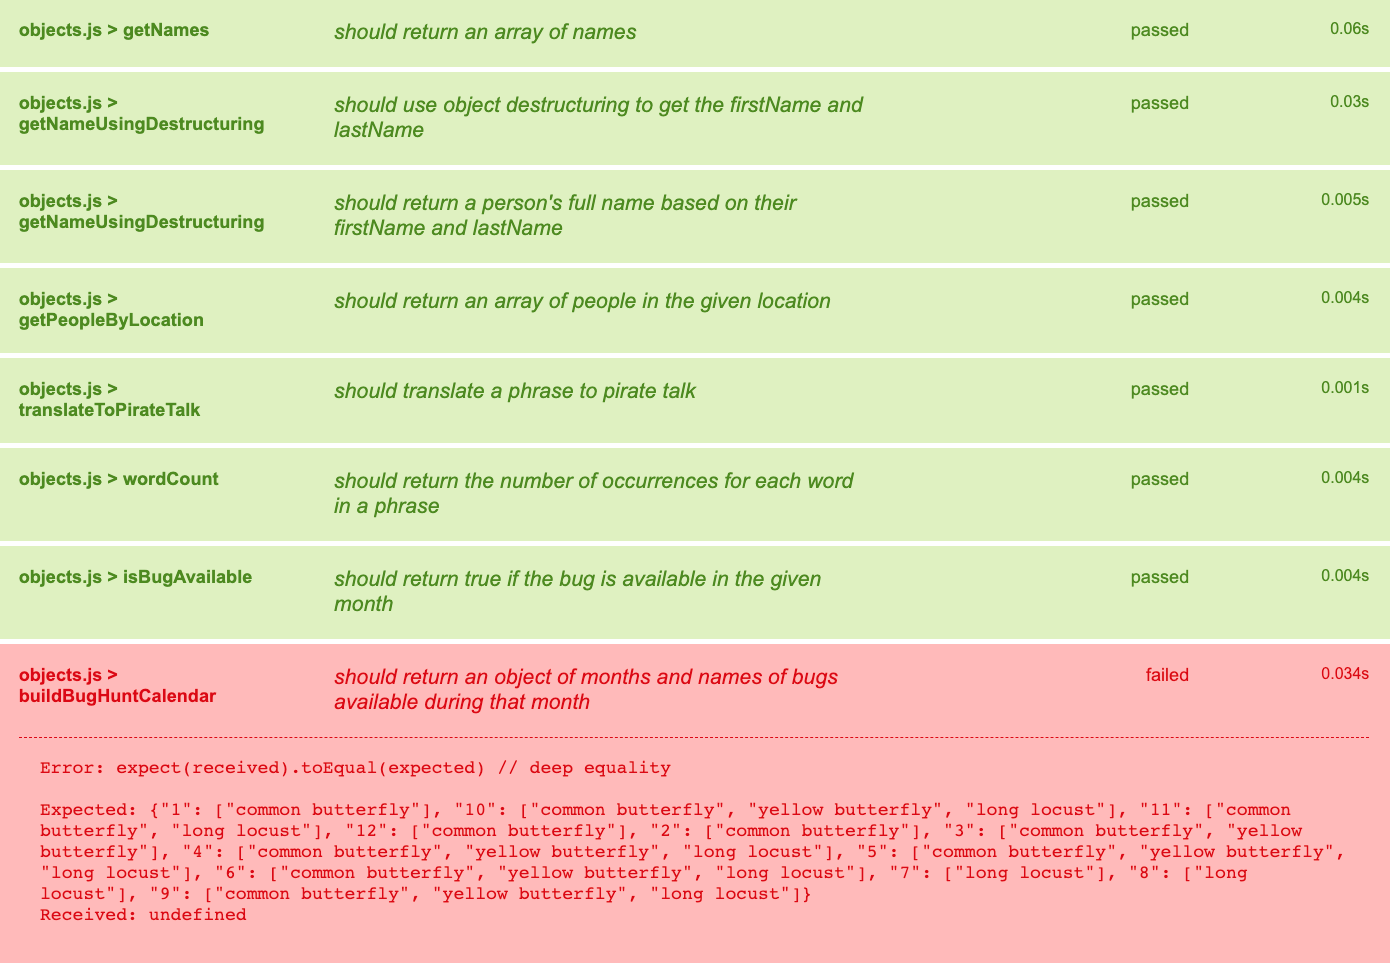 objects.js > getNames should return an array of names passed 0.06s
objects.js > should use object destructuring to get the firstName and passed 0.03s
getNameUsingDestructuring lastName
objects.js > should return a person's full name based on their passed 0.005s
getNameUsingDestructuring firstName and lastName
objects.js > should return an array of people in the given location passed 0.004s
getPeopleByLocation
objects.js > should translate a phrase to pirate talk passed 0.001s
translateToPirateTalk
objects.js > wordCount should return the number of occurrences for each word passed 0.004s
in a phrase
objects.js > isBugAvailable should return true if the bug is available in the given passed 0.004s
month
objects.js > should return an object of months and names of bugs failed 0.034s
buildBugHuntCalendar available during that month
Error: expect(received).toEqual(expected) // deep equality
Expected: {"1": ["common butterfly"], "10": ["common butterfly", "yellow butterfly", "long locust"], "11": ["common
butterfly", "long locust"], "12": ["common butterfly"], "2": ["common butterfly"], "3": ["common butterfly", "yellow
butterfly"], "4": ["common butterfly", "yellow butterfly", "long locust"], "5": ["common butterfly", "yellow butterfly",
"long locust"], "6": ["common butterfly", "yellow butterfly", "long locust"], "7": ["long locust"], "8": ["long
locust"], "9": ["common butterfly", "yellow butterfly", "long locust"]}
Received: undefined